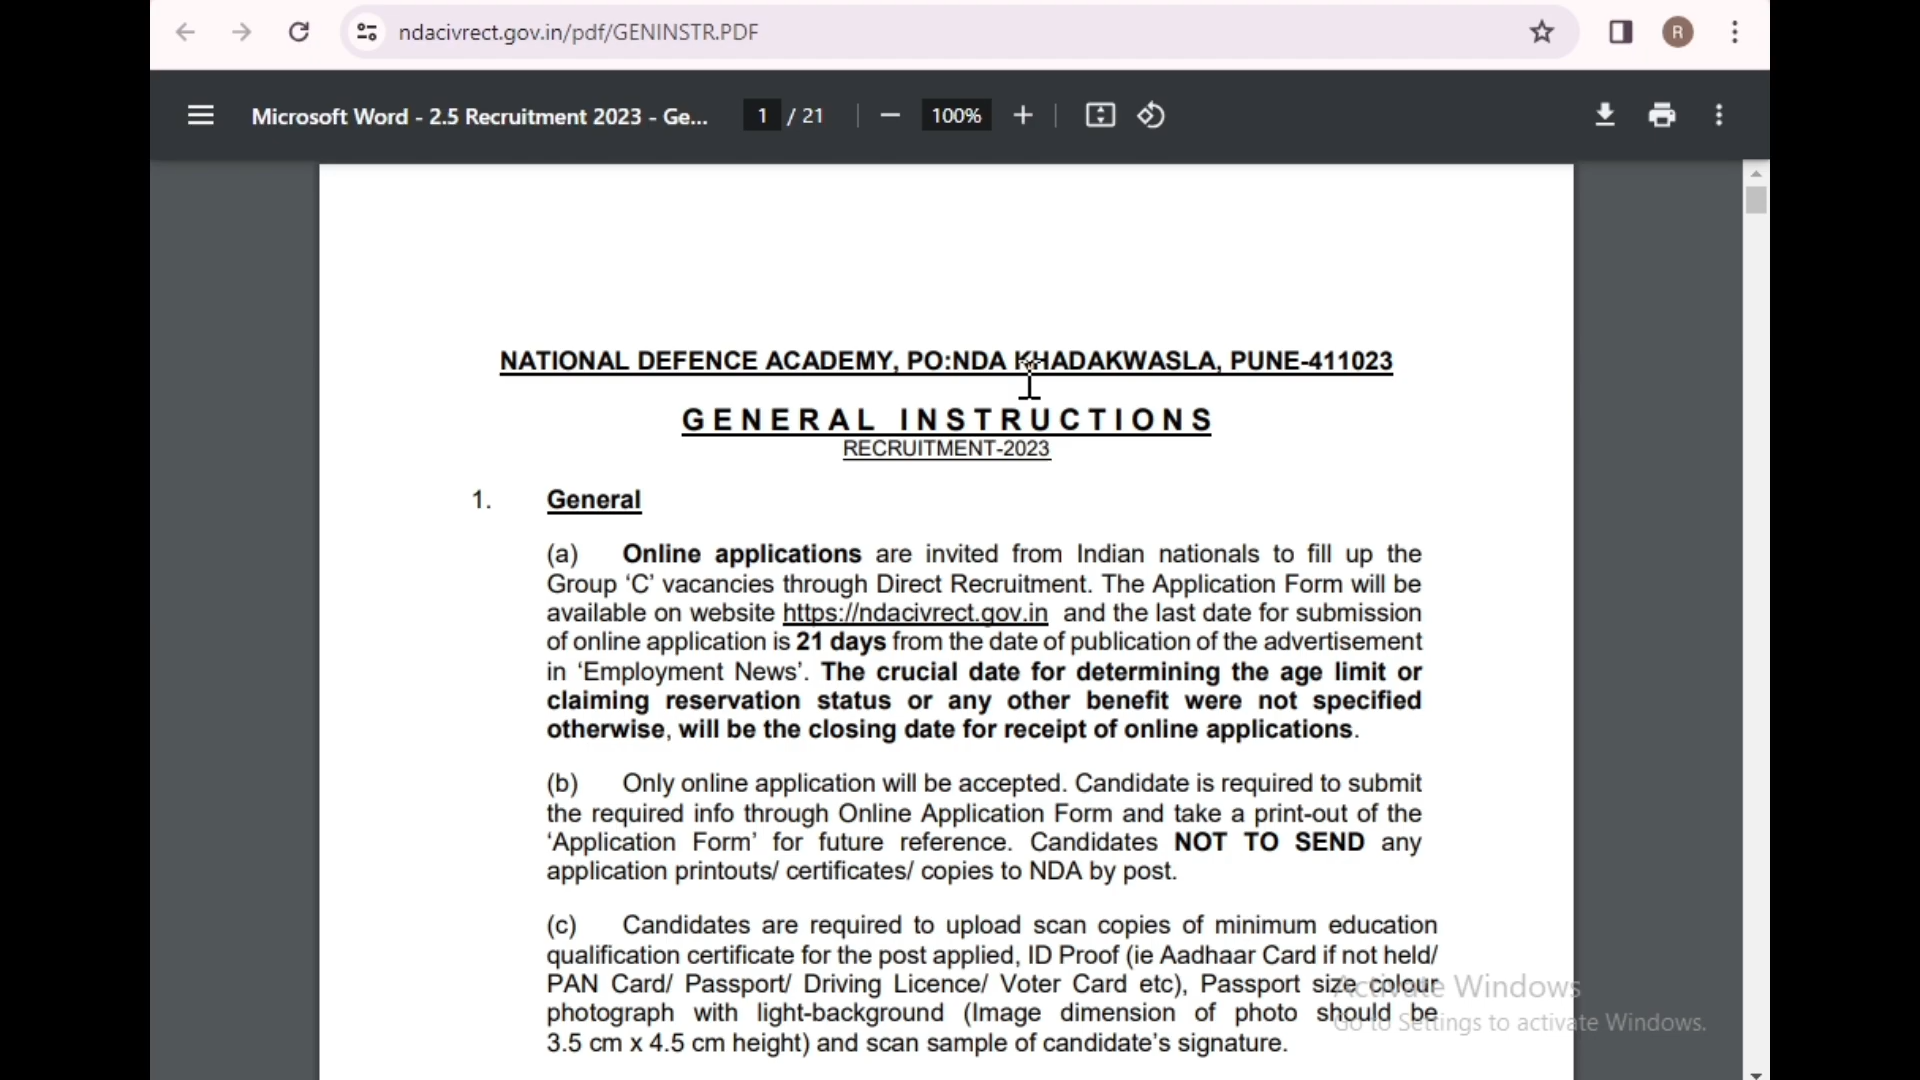 ndacivrect.gov.in/pdf/GENINSTR.PDF
R
Microsoft Word - 2.5 Recruitment 2023 - Ge...
1 / 21
100%
NATIONAL DEFENCE ACADEMY, PO:NDA KHADAKWASLA, PUNE-411023
GENERAL INSTRUCTIONS
RECRUITMENT-2023
1. General
(a) Online applications are invited from Indian nationals to fill up the
Group ‘C’ vacancies through Direct Recruitment. The Application Form will be
available on website https://ndacivrect.gov.in and the last date for submission
of online application is 21 days from the date of publication of the advertisement
in ‘Employment News’. The crucial date for determining the age limit or
claiming reservation status or any other benefit were not specified
otherwise, will be the closing date for receipt of online applications.
(b) Only online application will be accepted. Candidate is required to submit
the required info through Online Application Form and take a print-out of the
‘Application Form’ for future reference. Candidates NOT TO SEND any
application printouts/ certificates/ copies to NDA by post.
(c) Candidates are required to upload scan copies of minimum education
qualification certificate for the post applied, ID Proof (ie Aadhaar Card if not held/
PAN Card/ Passport/ Driving Licence/ Voter Card etc), Passport size colour
photograph with light-background (Image dimension of photo should be
3.5 cm x 4.5 cm height) and scan sample of candidate’s signature.
Activate Windows
Go to Settings to activate Windows.